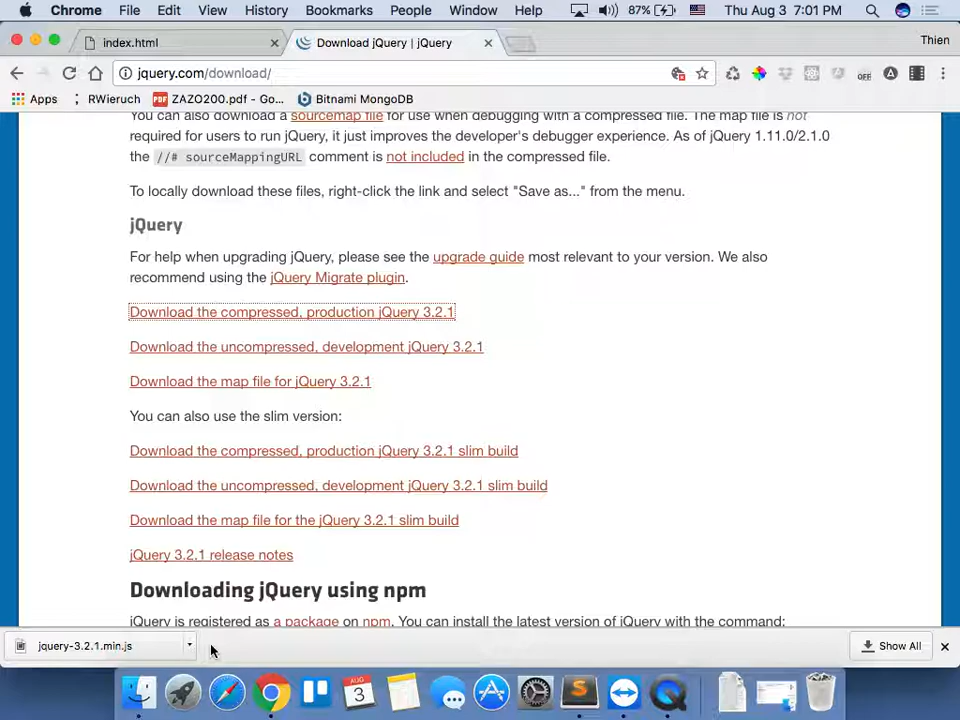 Chrome File Edit View History Bookmarks People Window Help 87% Thu Aug 3 7:01 PM
index.html Download jQuery | jQuery Thien
jquery.com/download/ OFF
Apps RWieruch ZAZO200.pdf - Go... Bitnami MongoDB
You can also download a sourcemap file for use when debugging with a compressed file. The map file is not
required for users to run jQuery, it just improves the developer's debugger experience. As of jQuery 1.11.0/2.1.0
the //# sourceMappingURL comment is not included in the compressed file.
To locally download these files, right-click the link and select "Save as..." from the menu.
jQuery
For help when upgrading jQuery, please see the upgrade guide most relevant to your version. We also
recommend using the jQuery Migrate plugin.
Download the compressed, production jQuery 3.2.1
Download the uncompressed, development jQuery 3.2.1
Download the map file for jQuery 3.2.1
You can also use the slim version:
Download the compressed, production jQuery 3.2.1 slim build
Download the uncompressed, development jQuery 3.2.1 slim build
Download the map file for the jQuery 3.2.1 slim build
jQuery 3.2.1 release notes
Downloading jQuery using npm
jQuery is registered as a package on npm. You can install the latest version of jQuery with the command:
jquery-3.2.1.min.js Show All
AUG
3